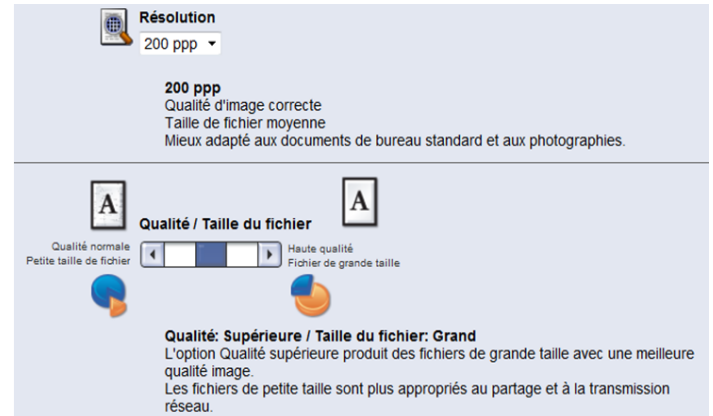 Résolution
200 ppp
200 ppp
Qualité d'image correcte
Taille de fichier moyenne
Mieux adapté aux documents de bureau standard et aux photographies.
A
A
Qualité / Taille du fichier
Qualité normale
Petite taille de fichier
Haute qualité
Fichier de grande taille
Qualité: Supérieure / Taille du fichier: Grand
L'option Qualité supérieure produit des fichiers de grande taille avec une meilleure
qualité image.
Les fichiers de petite taille sont plus appropriés au partage et à la transmission
réseau.